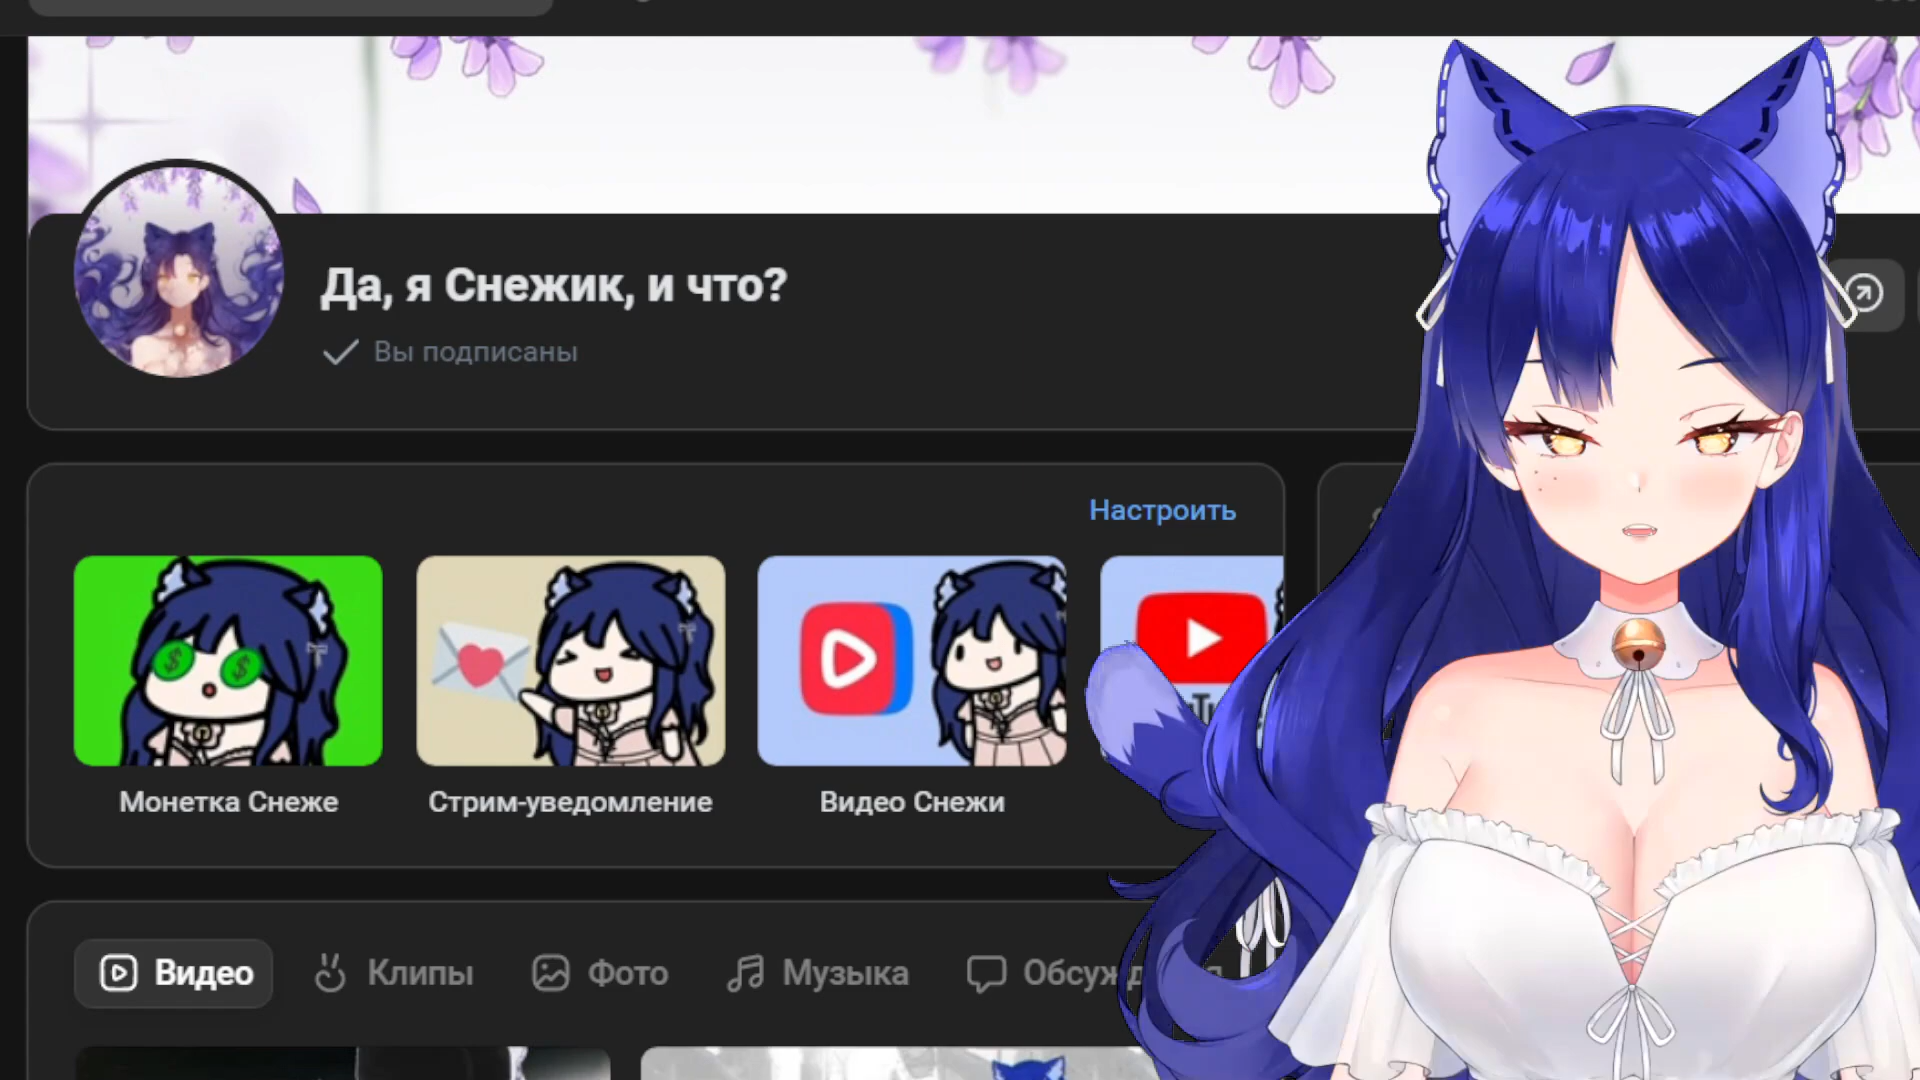 Да, я Снежик, и что?
Вы подписаны
Настроить
Монетка Снеже
Стрим-уведомление
Видео Снежи
Видео
Клипы
Фото
Музыка